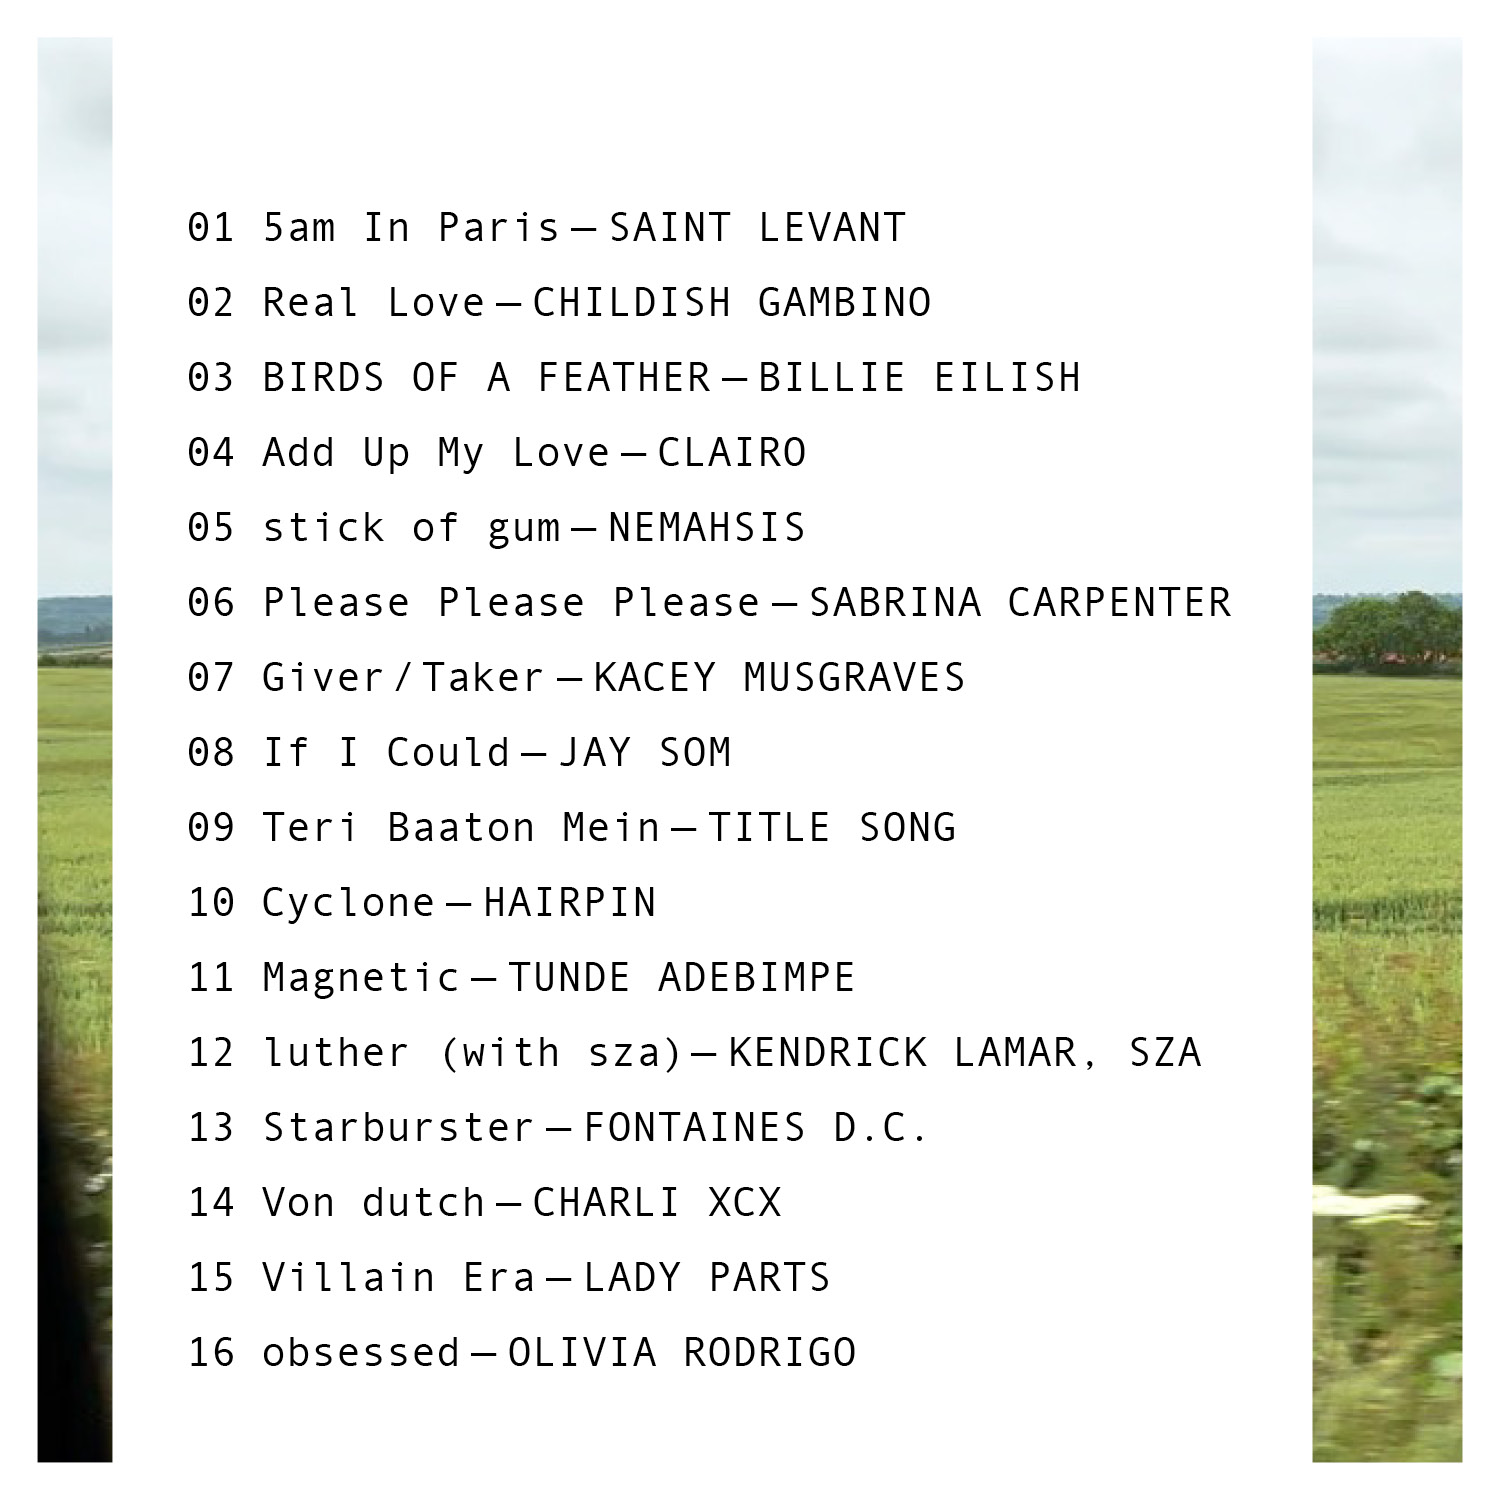 01 5am In Paris — SAINT LEVANT
02 Real Love — CHILDISH GAMBINO
03 BIRDS OF A FEATHER — BILLIE EILISH
04 Add Up My Love — CLAIRO
05 stick of gum — NEMAHSIS
06 Please Please Please — SABRINA CARPENTER
07 Giver/Taker — KACEY MUSGRAVES
08 If I Could — JAY SOM
09 Teri Baaton Mein — TITLE SONG
10 Cyclone — HAIRPIN
11 Magnetic — TUNDE ADEBIMPE
12 luther (with sza) — KENDRICK LAMAR, SZA
13 Starburster — FONTAINES D.C.
14 Von dutch — CHARLI XCX
15 Villain Era — LADY PARTS
16 obsessed — OLIVIA RODRIGO